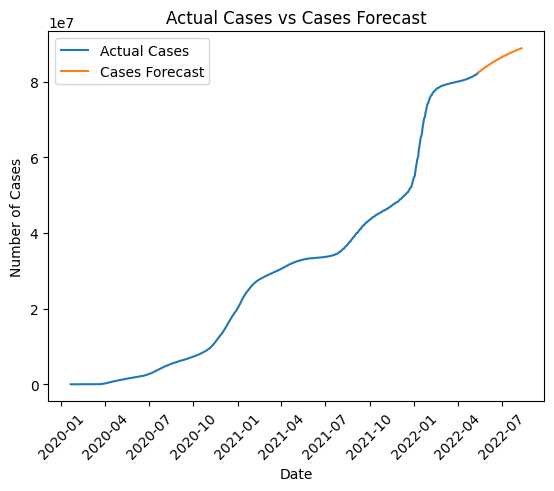 Actual Cases vs Cases Forecast
1e7
Actual Cases
Cases Forecast
8
6
4
2
0
Number of Cases
2020-01
2020-04
2020-07
2020-10
2021-01
2021-04
2021-07
2021-10
2022-01
2022-04
2022-07
Date